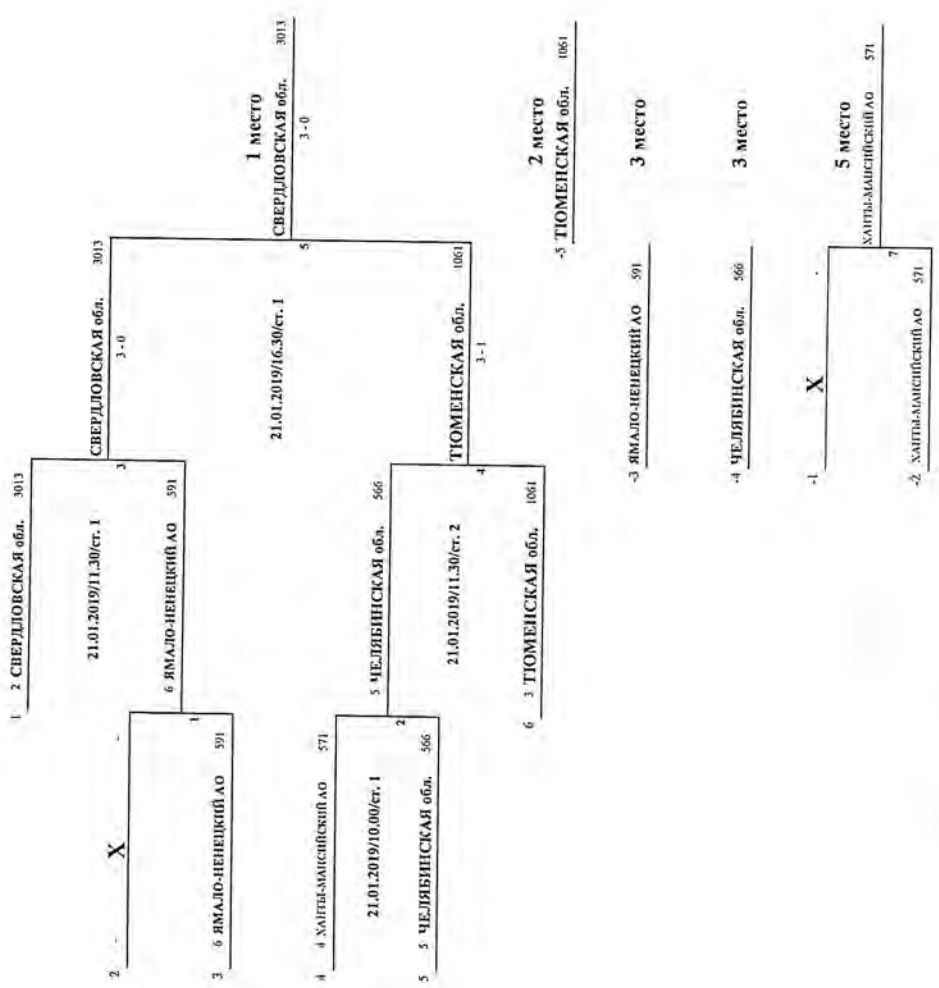 1 2 СВЕРДЛОВСКАЯ обл. 3013
21.01.2019/11.30/ст. 1
СВЕРДЛОВСКАЯ обл. 3013
3
3 - 0
2 - X -
1
6 ЯМАЛО-НЕНЕЦКИЙ АО 591
3 6 ЯМАЛО-НЕНЕЦКИЙ АО 591
21.01.2019/16.30/ст. 1
1 место
СВЕРДЛОВСКАЯ обл. 3013
5
3 - 0
4 4 ХАНТЫ-МАНСИЙСКИЙ АО 571
21.01.2019/10.00/ст. 1
5 ЧЕЛЯБИНСКАЯ обл. 566
2
5 5 ЧЕЛЯБИНСКАЯ обл. 566
21.01.2019/11.30/ст. 2
ТЮМЕНСКАЯ обл. 1061
4
3 - 1
6 3 ТЮМЕНСКАЯ обл. 1061
2 место
-5 ТЮМЕНСКАЯ обл. 1061
-3 ЯМАЛО-НЕНЕЦКИЙ АО 591
3 место
-4 ЧЕЛЯБИНСКАЯ обл. 566
3 место
-1 X -
5 место
ХАНТЫ-МАНСИЙСКИЙ АО 571
7
-2 ХАНТЫ-МАНСИЙСКИЙ АО 571